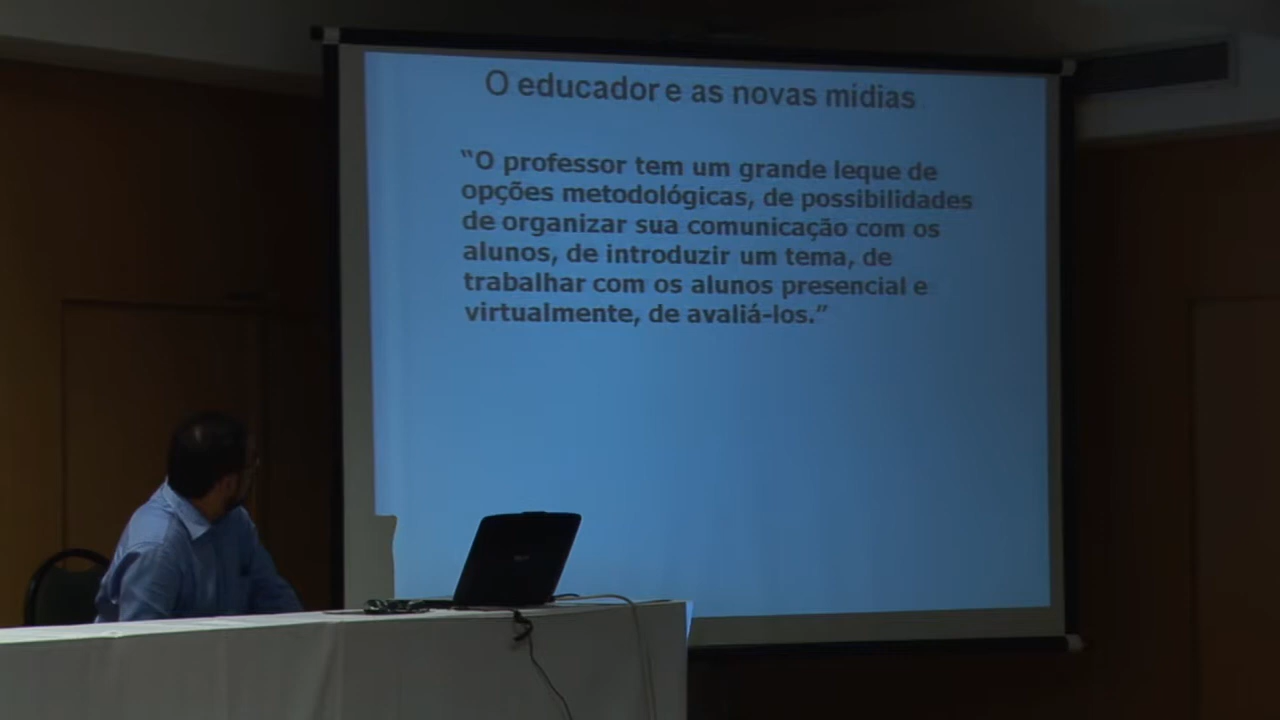 O educador e as novas mídias
“O professor tem um grande leque de
opções metodológicas, de possibilidades
de organizar sua comunicação com os
alunos, de introduzir um tema, de
trabalhar com os alunos presencial e
virtualmente, de avaliá-los.”